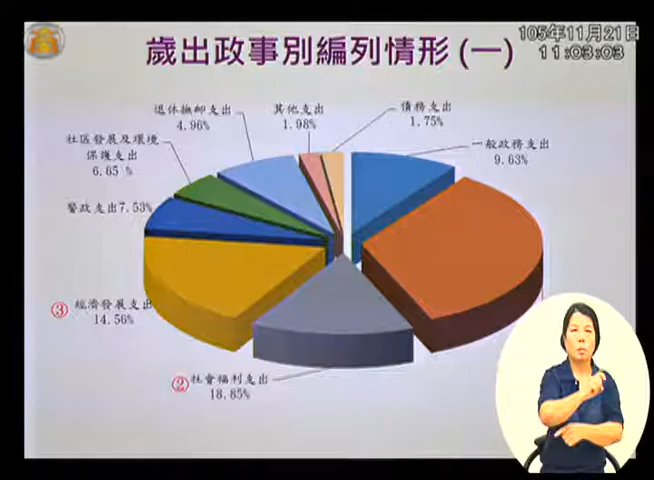 歲出政事別編列情形(一)
105年11月21日
11:03:03
退休撫卹支出
4.96%
其他支出
1.98%
債務支出
1.75%
一般政務支出
9.63%
社區發展及環境
保護支出
6.65 %
警政支出7.53%
③ 經濟發展支出
14.56%
② 社會福利支出
18.85%